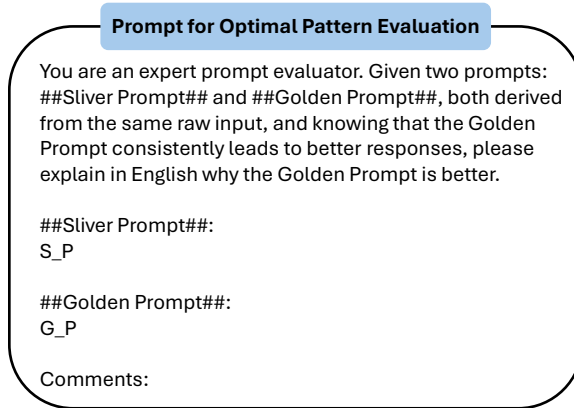 Prompt for Optimal Pattern Evaluation
You are an expert prompt evaluator. Given two prompts:
##Sliver Prompt## and ##Golden Prompt##, both derived
from the same raw input, and knowing that the Golden
Prompt consistently leads to better responses, please
explain in English why the Golden Prompt is better.
##Sliver Prompt##:
S_P
##Golden Prompt##:
G_P
Comments: